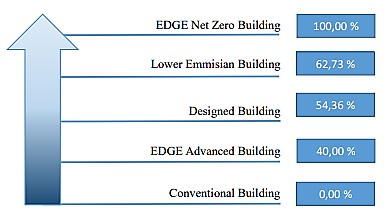 EDGE Net Zero Building 100,00 %
Lower Emmisian Building 62,73 %
Designed Building 54,36 %
EDGE Advanced Building 40,00 %
Conventional Building 0,00 %